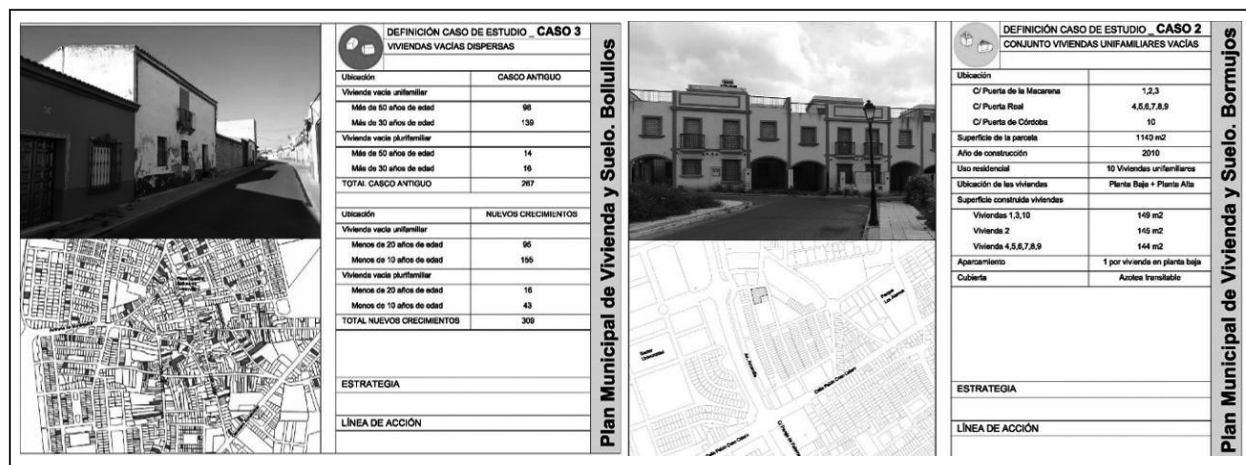 DEFINICIÓN CASO DE ESTUDIO _ CASO 3
VIVIENDAS VACÍAS DISPERSAS
Ubicación CASCO ANTIGUO
Vivienda vacía unifamiliar
Más de 50 años de edad 98
Más de 30 años de edad 139
Vivienda vacía plurifamiliar
Más de 50 años de edad 14
Más de 30 años de edad 16
TOTAL CASCO ANTIGUO 267
Ubicación NUEVOS CRECIMIENTOS
Vivienda vacía unifamiliar
Menos de 20 años de edad 95
Menos de 10 años de edad 155
Vivienda vacía plurifamiliar
Menos de 20 años de edad 16
Menos de 10 años de edad 43
TOTAL NUEVOS CRECIMIENTOS 309
ESTRATEGIA
LÍNEA DE ACCIÓN
Plan Municipal de Vivienda y Suelo. Bollullos
DEFINICIÓN CASO DE ESTUDIO _ CASO 2
CONJUNTO VIVIENDAS UNIFAMILIARES VACÍAS
Ubicación
C/ Puerta de la Macarena 1,2,3
C/ Puerta Real 4,5,6,7,8,9
C/ Puerta de Córdoba 10
Superficie de la parcela 1140 m2
Año de construcción 2010
Uso residencial 10 Viviendas unifamiliares
Ubicación de las viviendas Planta Baja + Planta Alta
Superficie construida viviendas
Viviendas 1,3,10 149 m2
Vivienda 2 145 m2
Vivienda 4,5,6,7,8,9 144 m2
Aparcamiento 1 por vivienda en planta baja
Cubierta Azotea transitable
ESTRATEGIA
LÍNEA DE ACCIÓN
Plan Municipal de Vivienda y Suelo. Bormujos
Parque
Los Álamos
Sector
Universidad